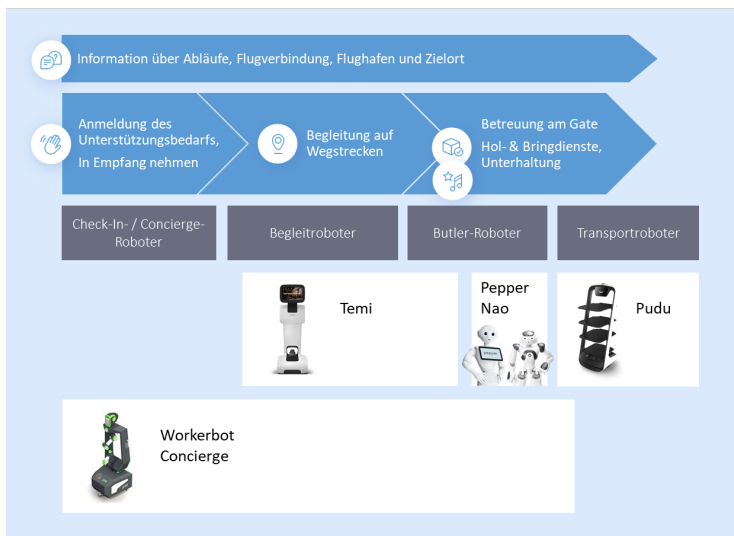 Information über Abläufe, Flugverbindung, Flughafen und Zielort
Anmeldung des
Unterstützungsbedarfs,
In Empfang nehmen
Begleitung auf
Wegstrecken
Betreuung am Gate
Hol- & Bringdienste,
Unterhaltung
Check-In- / Concierge-
Roboter
Begleitroboter
Butler-Roboter
Transportroboter
Temi
Pepper
Nao
pepper
Pudu
Workerbot
Concierge